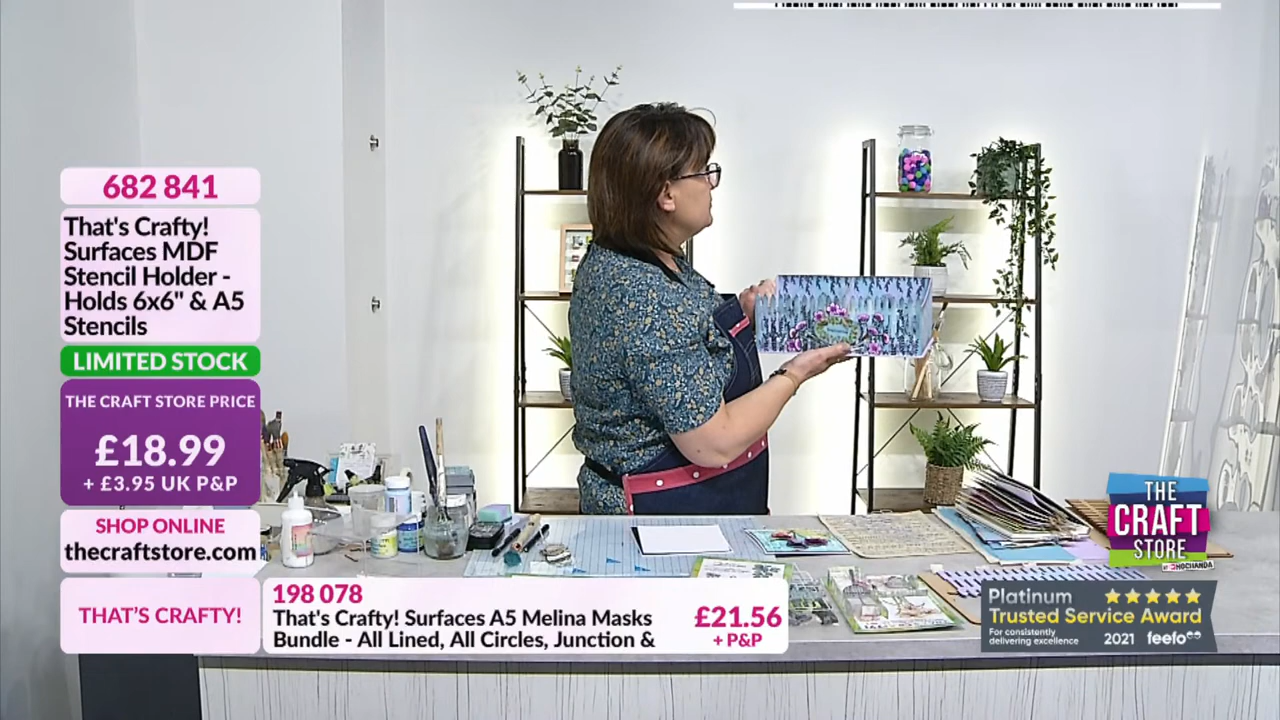 682 841
That's Crafty!
Surfaces MDF
Stencil Holder -
Holds 6x6" & A5
Stencils
LIMITED STOCK
THE CRAFT STORE PRICE
£18.99
+ £3.95 UK P&P
SHOP ONLINE
thecraftstore.com
THAT'S CRAFTY!
198 078
That's Crafty! Surfaces A5 Melina Masks
Bundle - All Lined, All Circles, Junction &
£21.56
+ P&P
THE
CRAFT
STORE
HOCHANDA
Platinum
Trusted Service Award
For consistently
delivering excellence
2021 feefo